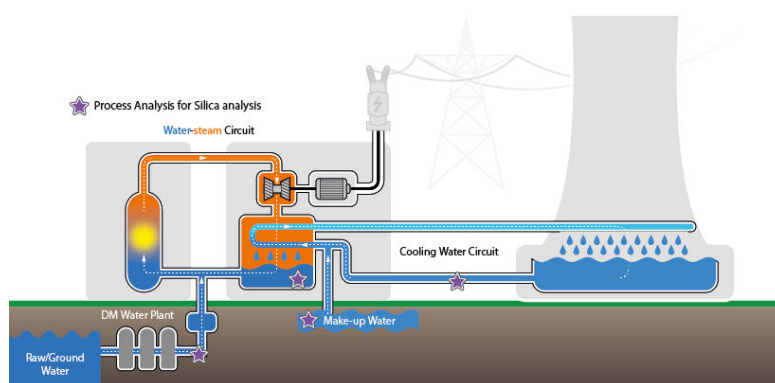 Process Analysis for Silica analysis
Water-steam Circuit
Cooling Water Circuit
DM Water Plant
Make-up Water
Raw/Ground
Water